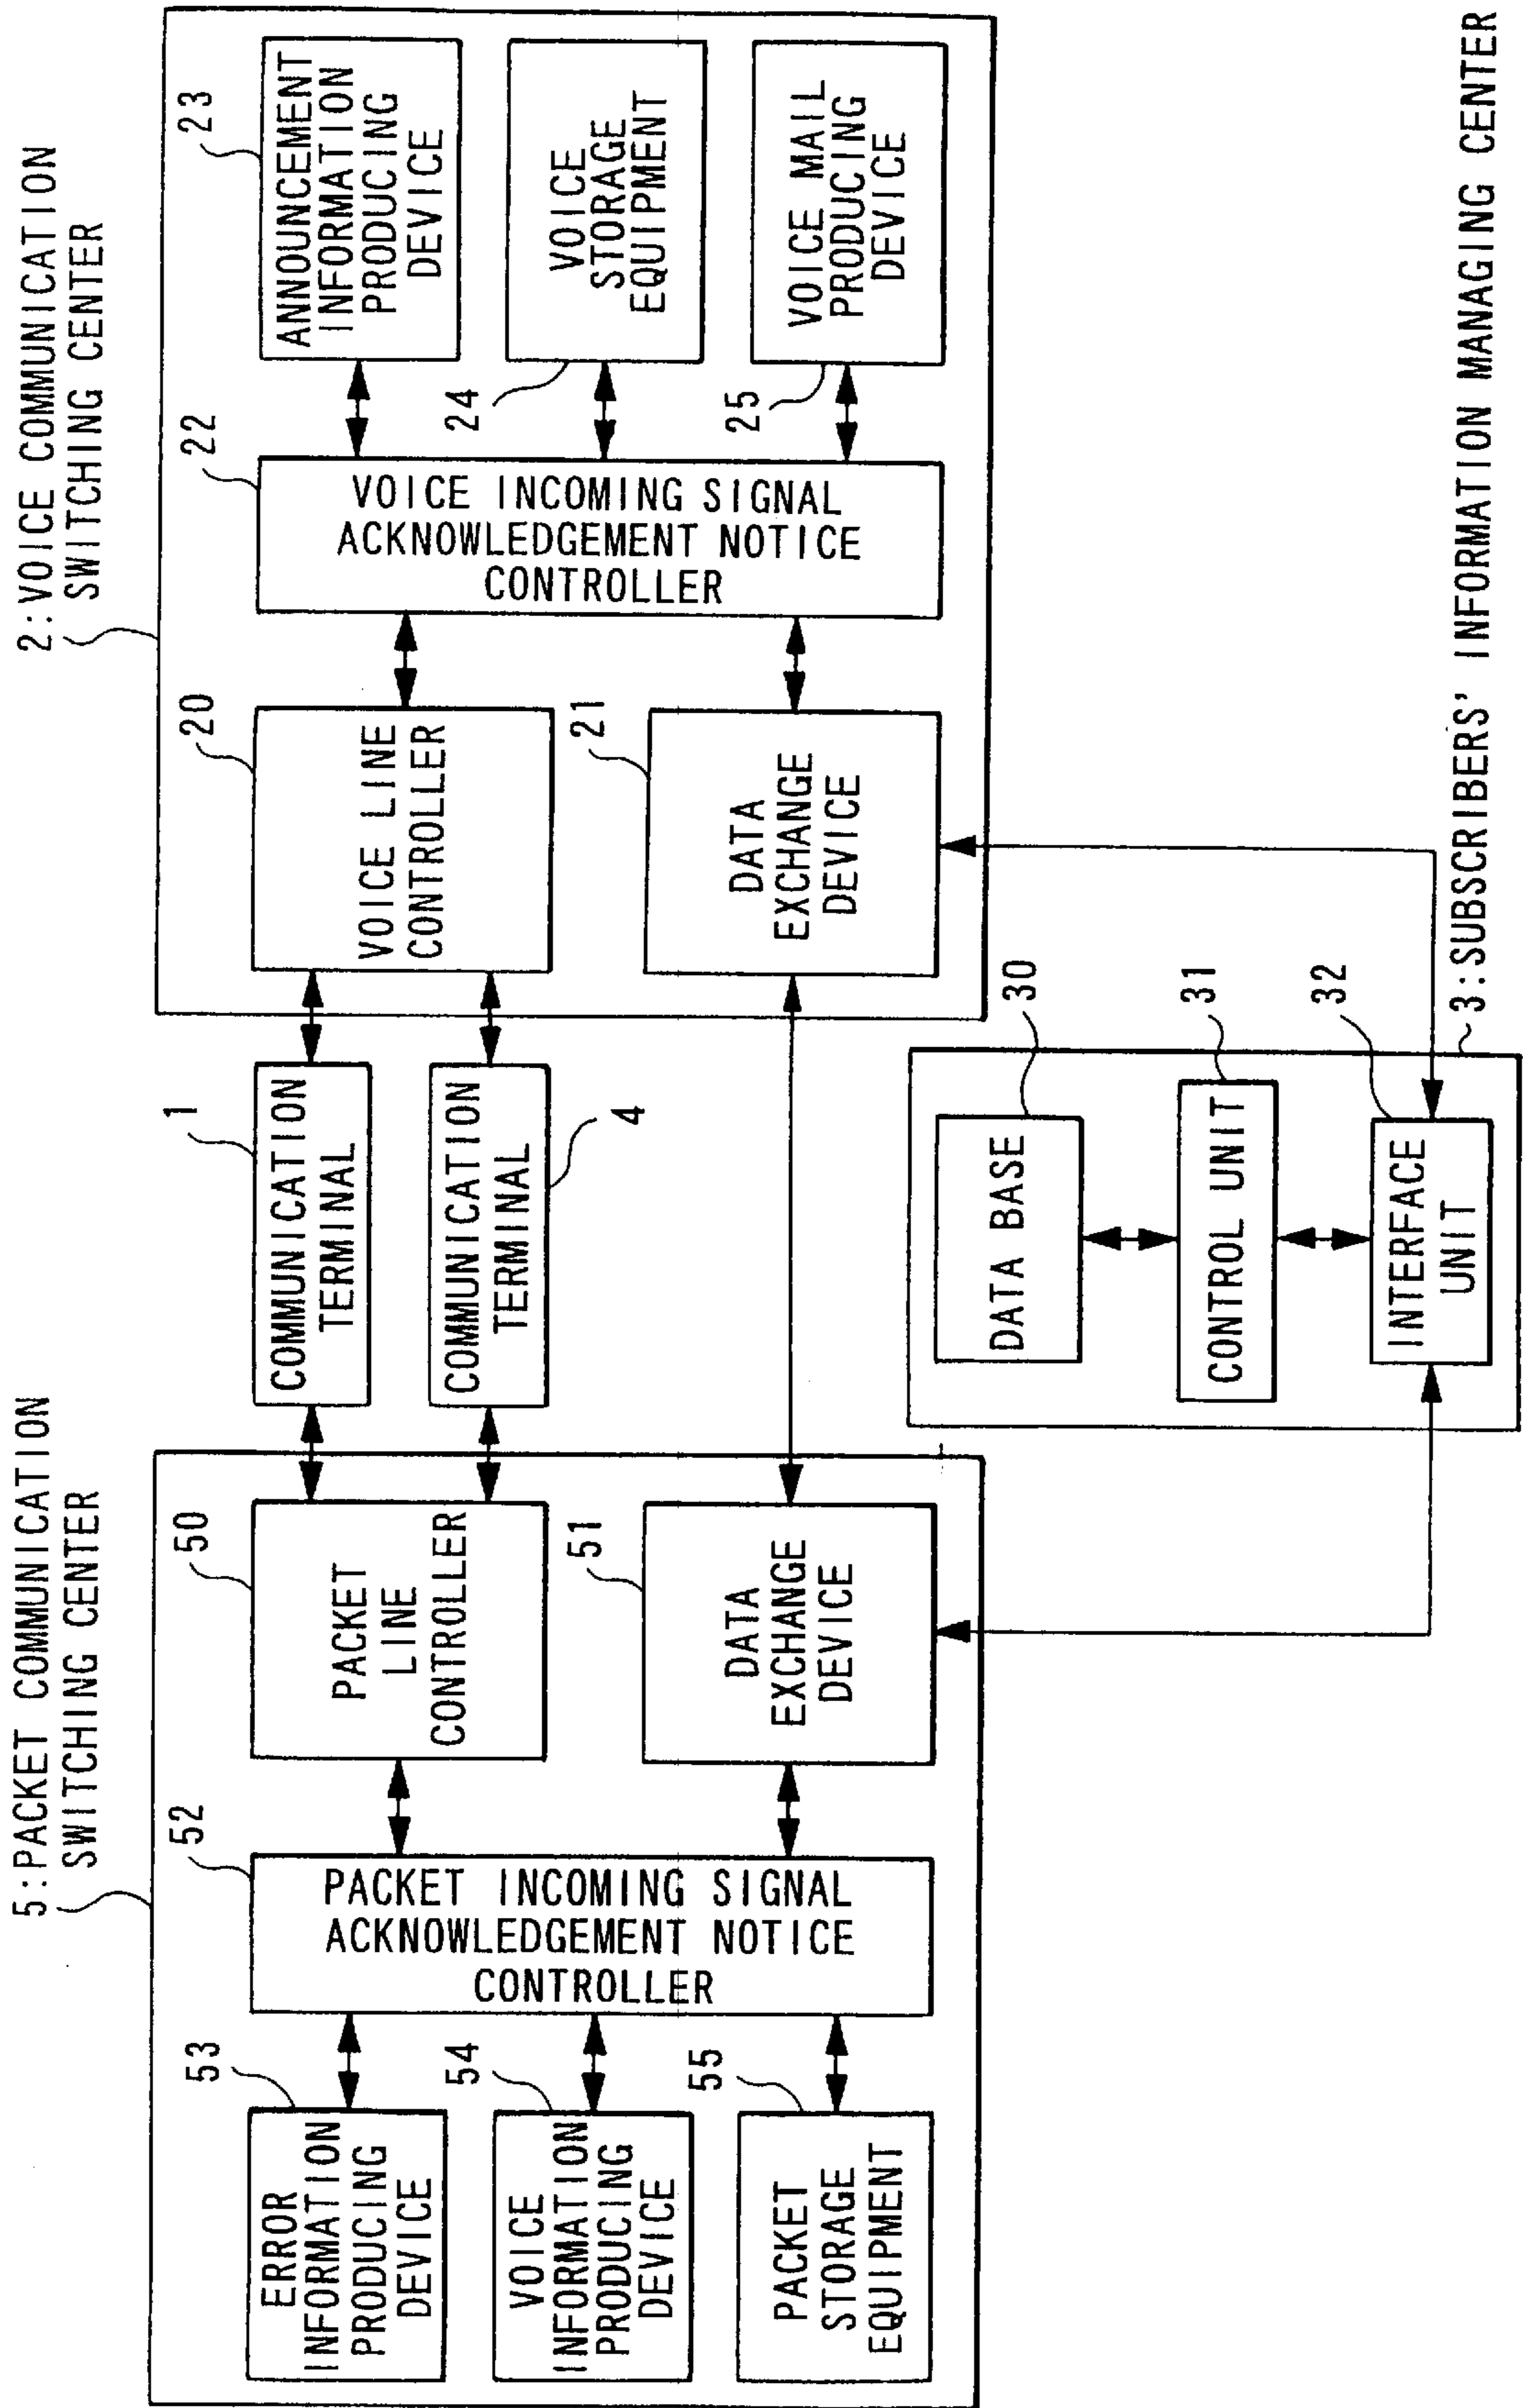 5:PACKET COMMUNICATION
SWITCHING CENTER
53
ERROR
INFORMATION
PRODUCING
DEVICE
54
VOICE
INFORMATION
PRODUCING
DEVICE
55
PACKET
STORAGE
EQUIPMENT
52
PACKET INCOMING SIGNAL
ACKNOWLEDGEMENT NOTICE
CONTROLLER
50
PACKET
LINE
CONTROLLER
51
DATA
EXCHANGE
DEVICE
1
COMMUNICATION
TERMINAL
COMMUNICATION
TERMINAL
4
2:VOICE COMMUNICATION
SWITCHING CENTER
20
VOICE LINE
CONTROLLER
21
DATA
EXCHANGE
DEVICE
22
VOICE INCOMING SIGNAL
ACKNOWLEDGEMENT NOTICE
CONTROLLER
23
ANNOUNCEMENT
INFORMATION
PRODUCING
DEVICE
24
VOICE
STORAGE
EQUIPMENT
25
VOICE MAIL
PRODUCING
DEVICE
30
DATA BASE
31
CONTROL UNIT
32
INTERFACE
UNIT
3:SUBSCRIBERS' INFORMATION MANAGING CENTER